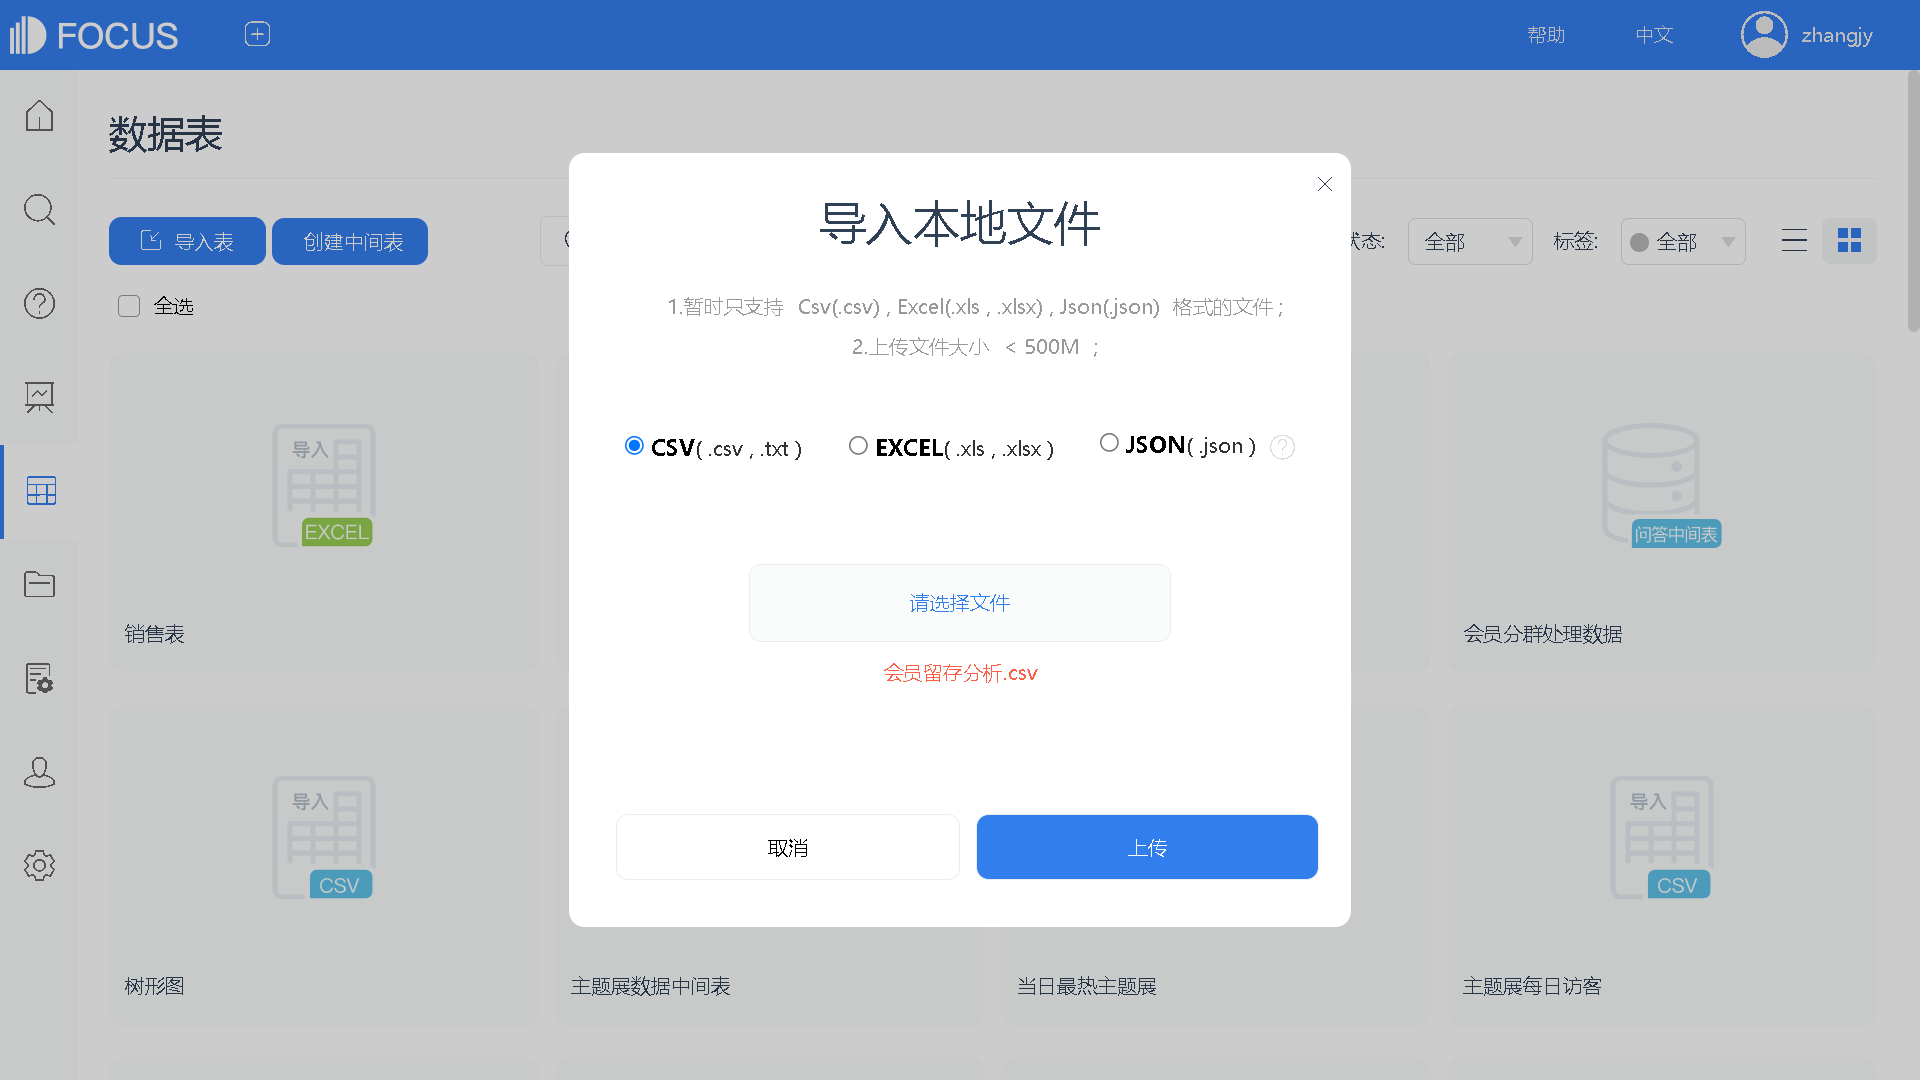 FOCUS
帮助
中文
zhangjy
数据表
导入表
创建中间表
状态:
全部
标签:
全部
全选
导入本地文件
1.暂时只支持 Csv(.csv) , Excel(.xls , .xlsx) , Json(.json) 格式的文件 ;
2.上传文件大小 < 500M ;
CSV( .csv , .txt )
EXCEL( .xls , .xlsx )
JSON( .json )
?
请选择文件
会员留存分析.csv
取消
上传
导入
EXCEL
销售表
问答中间表
会员分群处理数据
导入
CSV
树形图
主题展数据中间表
当日最热主题展
导入
CSV
主题展每日访客